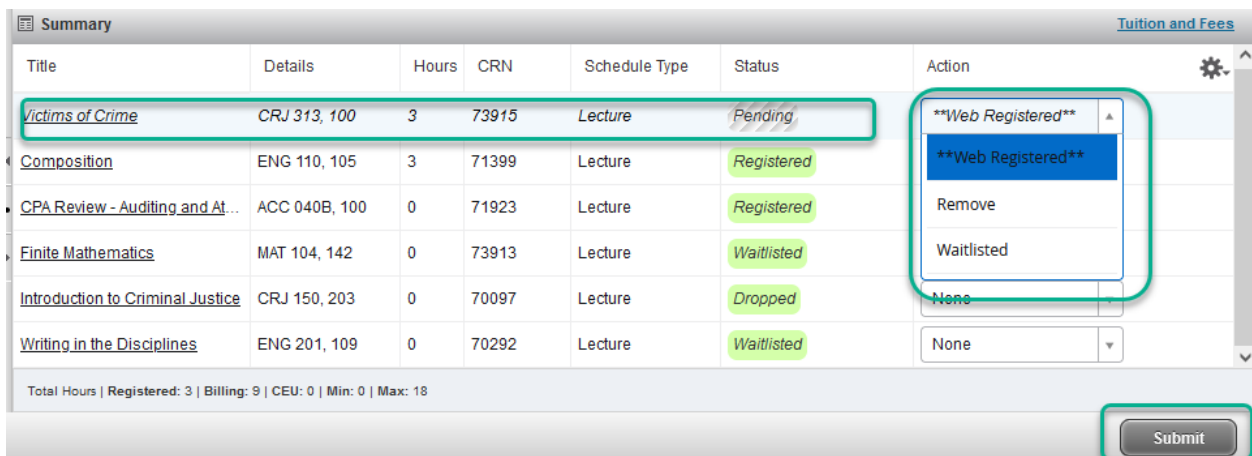 Summary Tuition and Fees
Title Details Hours CRN Schedule Type Status Action
Victims of Crime CRJ 313, 100 3 73915 Lecture Pending **Web Registered**
Composition ENG 110, 105 3 71399 Lecture Registered **Web Registered**
CPA Review - Auditing and At... ACC 040B, 100 0 71923 Lecture Registered Remove
Finite Mathematics MAT 104, 142 0 73913 Lecture Waitlisted Waitlisted
Introduction to Criminal Justice CRJ 150, 203 0 70097 Lecture Dropped None
Writing in the Disciplines ENG 201, 109 0 70292 Lecture Waitlisted None
Total Hours | Registered: 3 | Billing: 9 | CEU: 0 | Min: 0 | Max: 18
Submit